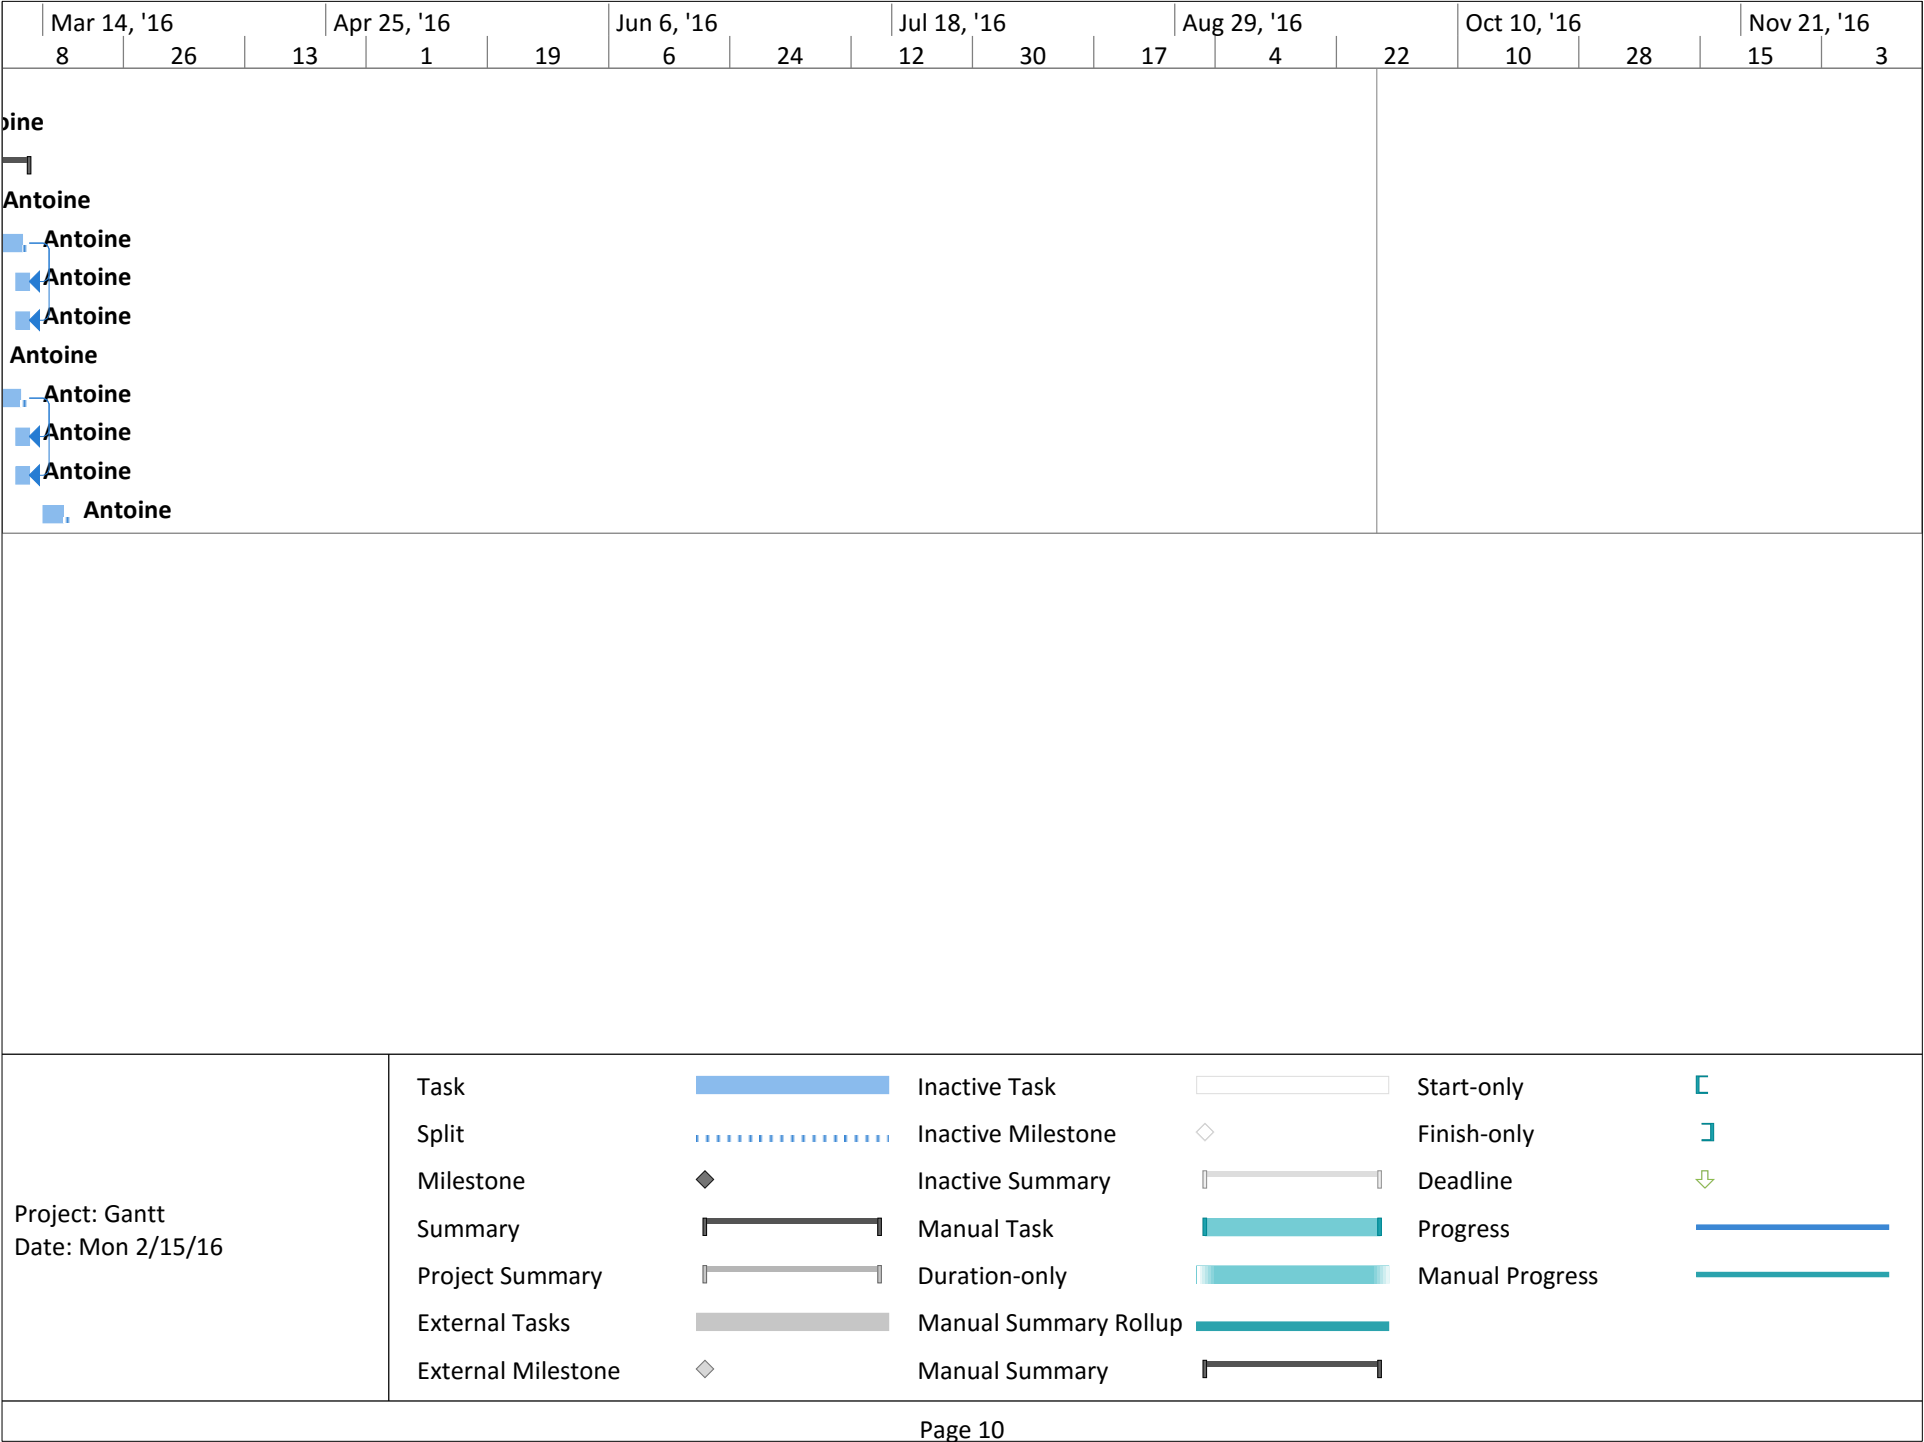 Mar 14, '16 Apr 25, '16 Jun 6, '16 Jul 18, '16 Aug 29, '16 Oct 10, '16 Nov 21, '16
8 26 13 1 19 6 24 12 30 17 4 22 10 28 15 3
oine
Antoine
Antoine
Antoine
Antoine
Antoine
Antoine
Antoine
Antoine
Antoine
Project: Gantt
Date: Mon 2/15/16
Task
Split
Milestone
Summary
Project Summary
External Tasks
External Milestone
Inactive Task
Inactive Milestone
Inactive Summary
Manual Task
Duration-only
Manual Summary Rollup
Manual Summary
Start-only
Finish-only
Deadline
Progress
Manual Progress
Page 10